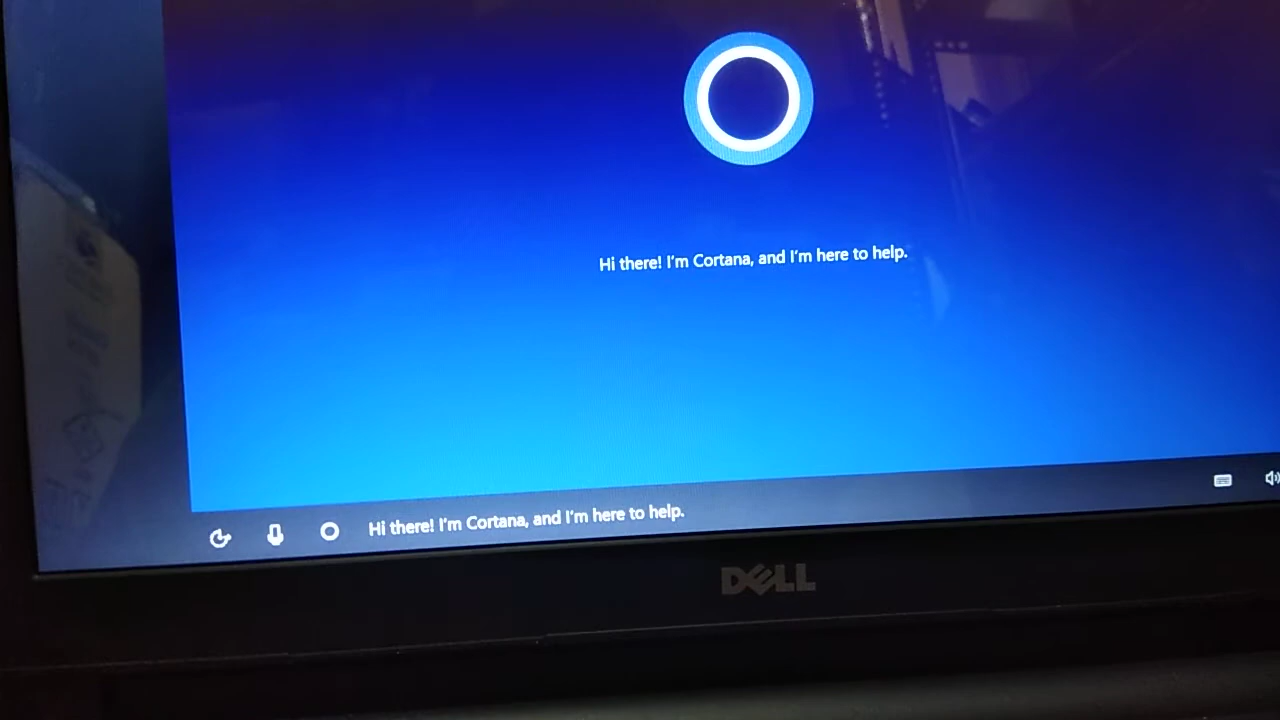 Hi there! I'm Cortana, and I'm here to help.
Hi there! I'm Cortana, and I'm here to help.
DELL